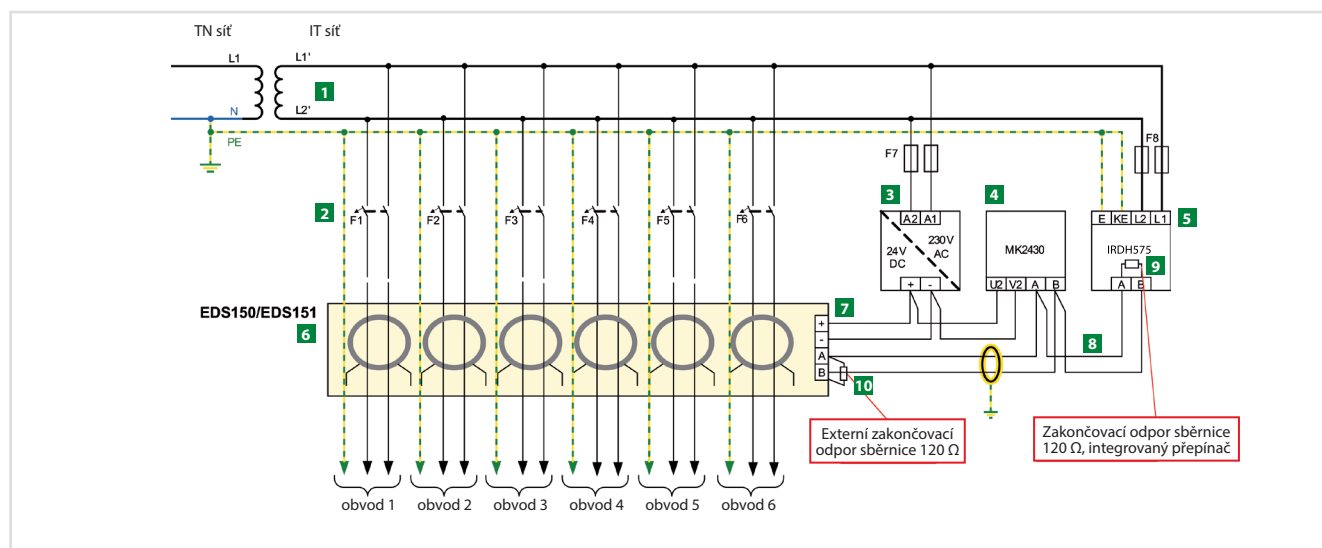 TN síť
IT síť
L1
L1'
1
N
L2'
PE
F8
F7
2
F1
F2
F3
F4
F5
F6
3
4
5
A2 A1
E KE L2 L1
24V DC
230V AC
MK2430
IRDH575
9
+ -
U2 V2 A B
A B
EDS150/EDS151
6
7
+
-
A
B
8
10
Externí zakončovací
odpor sběrnice 120 Ω
Zakončovací odpor sběrnice
120 Ω, integrovaný přepínač
obvod 1
obvod 2
obvod 3
obvod 4
obvod 5
obvod 6